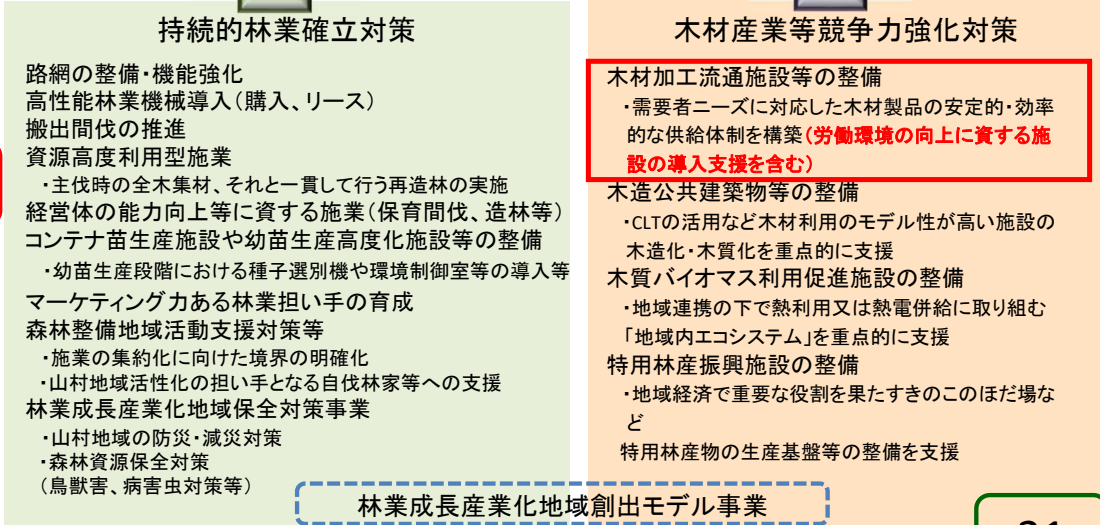 持続的林業確立対策
路網の整備・機能強化
高性能林業機械導入（購入、リース）
搬出間伐の推進
資源高度利用型施業
・主伐時の全木集材、それと一貫して行う再造林の実施
経営体の能力向上等に資する施業（保育間伐、造林等）
コンテナ苗生産施設や幼苗生産高度化施設等の整備
・幼苗生産段階における種子選別機や環境制御室等の導入等
マーケティング力ある林業担い手の育成
森林整備地域活動支援対策等
・施業の集約化に向けた境界の明確化
・山村地域活性化の担い手となる自伐林家等への支援
林業成長産業化地域保全対策事業
・山村地域の防災・減災対策
・森林資源保全対策
（鳥獣害、病害虫対策等）
木材産業等競争力強化対策
木材加工流通施設等の整備
・需要者ニーズに対応した木材製品の安定的・効率
的な供給体制を構築（労働環境の向上に資する施
設の導入支援を含む）
木造公共建築物等の整備
・CLTの活用など木材利用のモデル性が高い施設の
木造化・木質化を重点的に支援
木質バイオマス利用促進施設の整備
・地域連携の下で熱利用又は熱電併給に取り組む
「地域内エコシステム」を重点的に支援
特用林産振興施設の整備
・地域経済で重要な役割を果たすきのこのほだ場な
ど
特用林産物の生産基盤等の整備を支援
林業成長産業化地域創出モデル事業